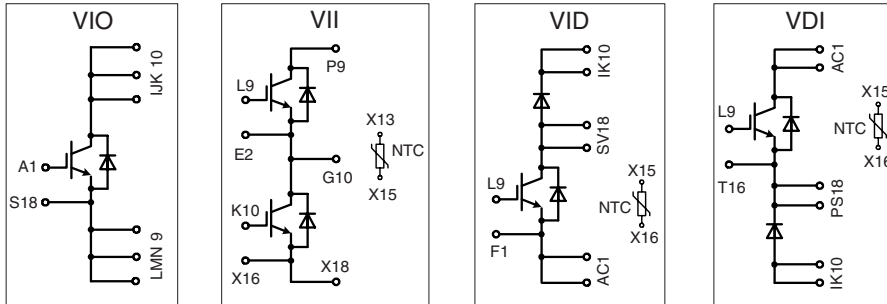 VIO
IJK 10
A1
S18
LMN 9
VII
P9
L9
X13
NTC
E2
G10
X15
K10
X16
X18
VID
IK10
SV18
L9
X15
NTC
X16
F1
AC1
VDI
AC1
X15
L9
NTC
X16
T16
PS18
IK10